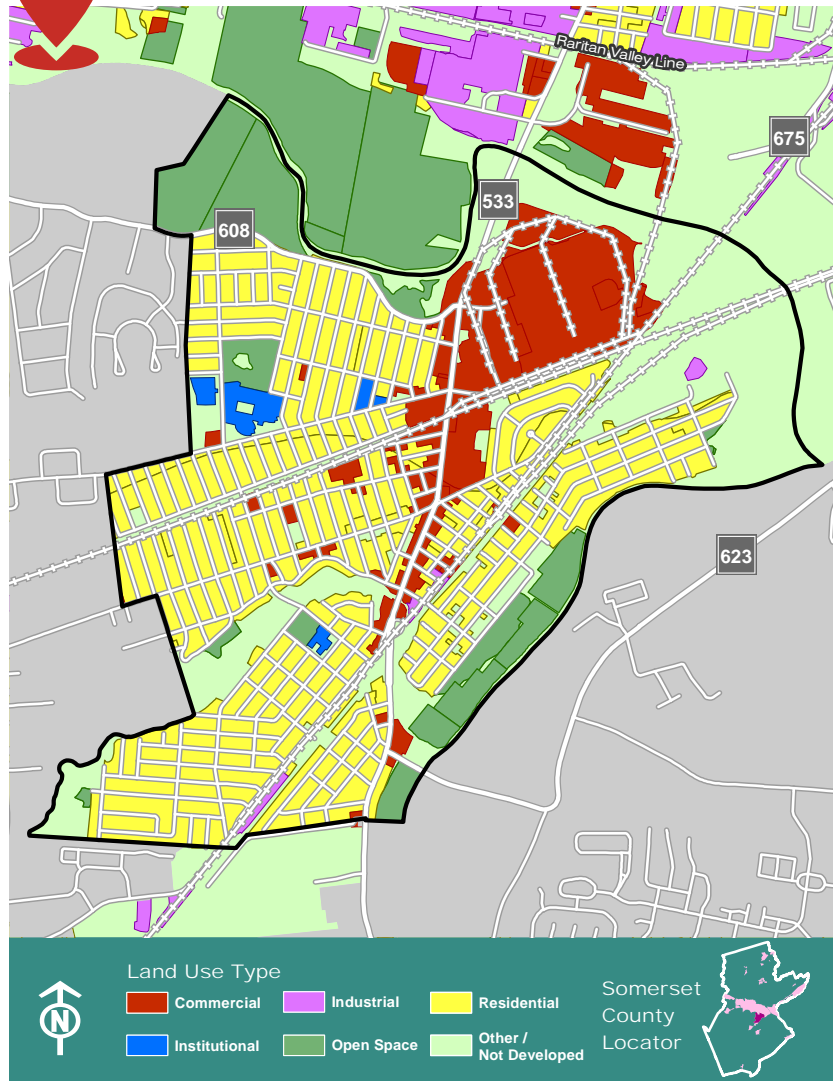 Raritan Valley Line
675
533
608
623
Land Use Type
Commercial
Industrial
Residential
Institutional
Open Space
Other /
Not Developed
N
Somerset
County
Locator